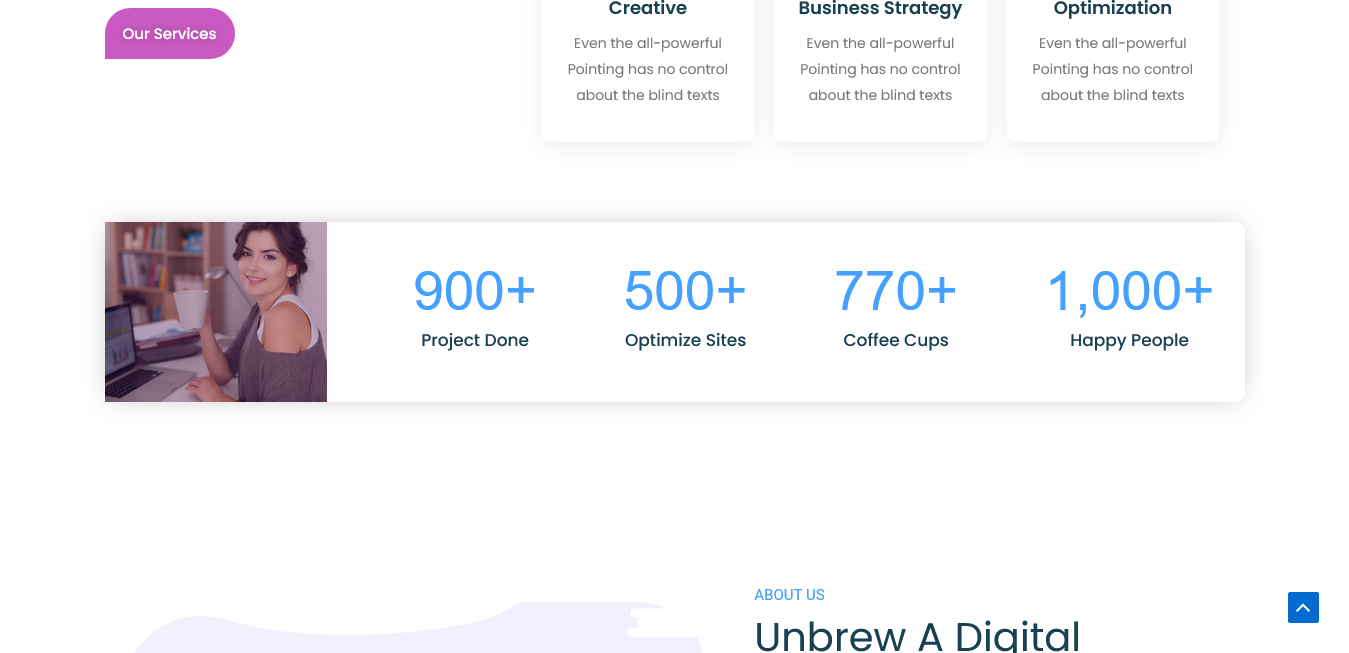 Our Services
Creative
Even the all-powerful
Pointing has no control
about the blind texts
Business Strategy
Even the all-powerful
Pointing has no control
about the blind texts
Optimization
Even the all-powerful
Pointing has no control
about the blind texts
900+
Project Done
500+
Optimize Sites
770+
Coffee Cups
1,000+
Happy People
ABOUT US
Unbrew A Digital